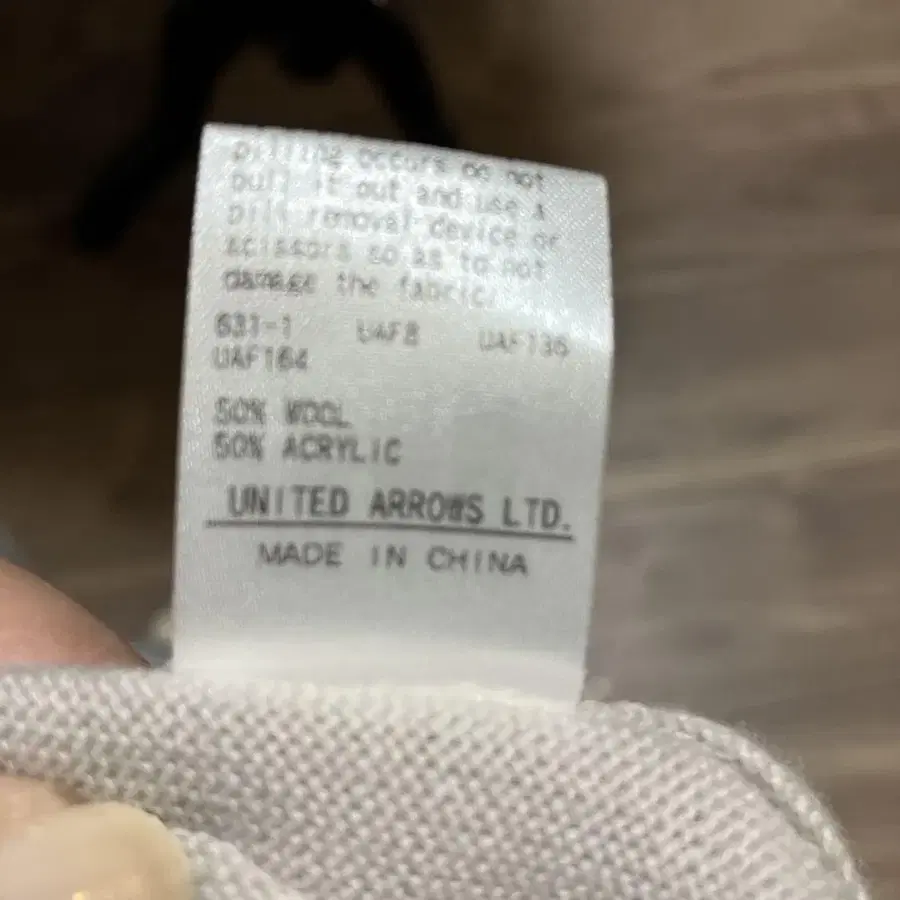 pilling occurs do not
pull it out and use a
pill removal device or
scissors so as to not
damage the fabric.
631-1 UAF8 UAF136
UAF164
50% WOOL
50% ACRYLIC
UNITED ARROWS LTD.
MADE IN CHINA